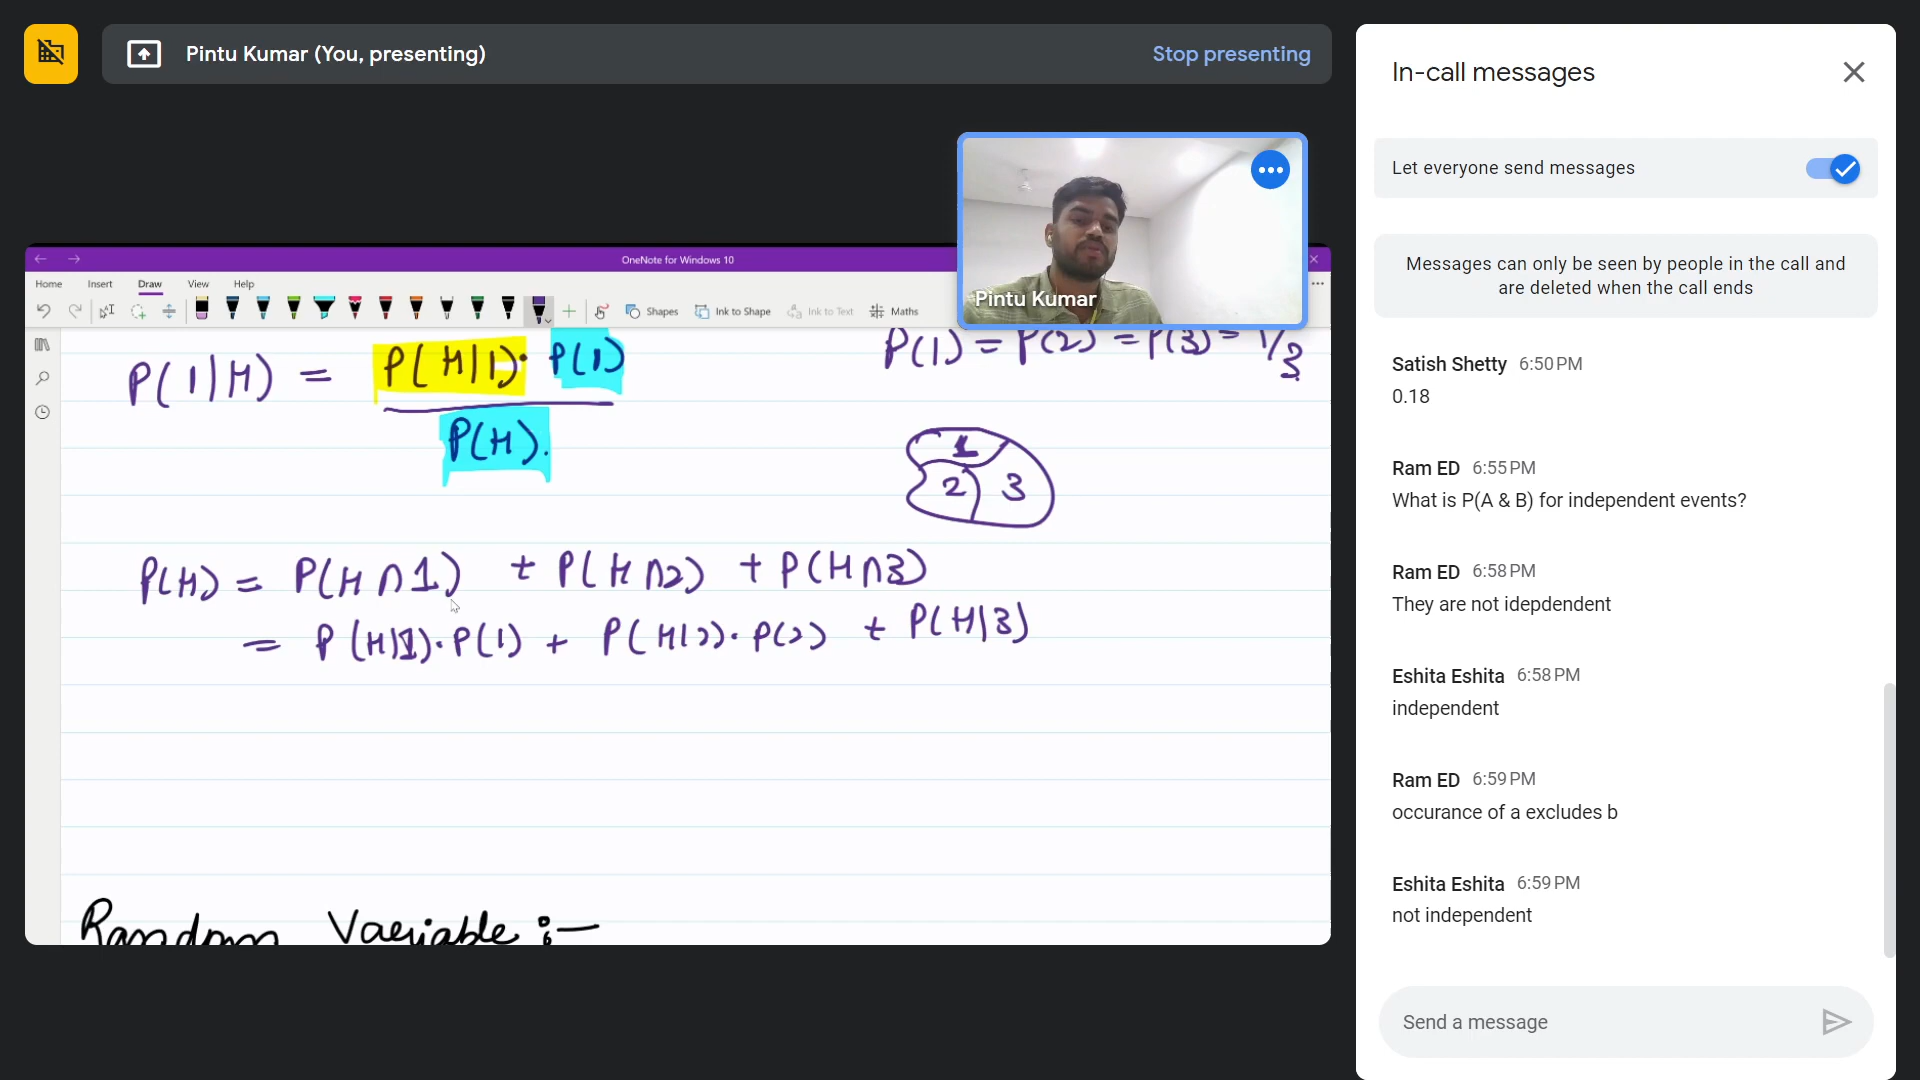 Pintu Kumar (You, presenting)
Stop presenting
Pintu Kumar
OneNote for Windows 10
Home Insert Draw View Help
Shapes Ink to Shape Ink to Text Maths
P(1|H) = P(H|1) · P(1)
P(H).
P(1) = P(2) = P(3) = 1/3
1
2 3
P(H) = P(H ∩ 1) + P(H ∩ 2) + P(H ∩ 3)
= P(H|1) · P(1) + P(H|2) · P(2) + P(H|3)
Random Variable :-
In-call messages
Let everyone send messages
Messages can only be seen by people in the call and
are deleted when the call ends
Satish Shetty 6:50 PM
0.18
Ram ED 6:55 PM
What is P(A & B) for independent events?
Ram ED 6:58 PM
They are not idepdendent
Eshita Eshita 6:58 PM
independent
Ram ED 6:59 PM
occurance of a excludes b
Eshita Eshita 6:59 PM
not independent
Send a message